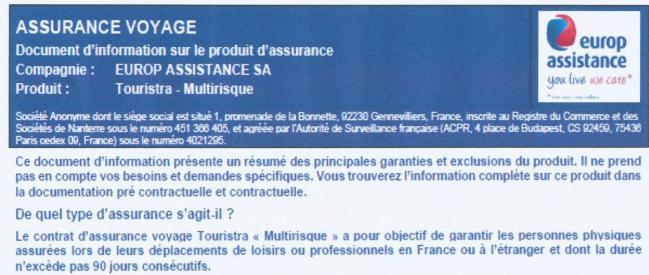 ASSURANCE VOYAGE
Document d'information sur le produit d'assurance
Compagnie : EUROP ASSISTANCE SA
Produit : Touristra - Multirisque
europ
assistance
you live we care*
Société Anonyme dont le siège social est situé 1, promenade de la Bonnette, 92230 Gennevilliers, France, inscrite au Registre du Commerce et des
Sociétés de Nanterre sous le numéro 451 366 405, et agréée par l'Autorité de Surveillance française (ACPR, 4 place de Budapest, CS 92459, 75436
Paris cedex 09, France) sous le numéro 4021295.
Ce document d'information présente un résumé des principales garanties et exclusions du produit. Il ne prend
pas en compte vos besoins et demandes spécifiques. Vous trouverez l'information complète sur ce produit dans
la documentation pré contractuelle et contractuelle.
De quel type d'assurance s'agit-il ?
Le contrat d'assurance voyage Touristra « Multirisque » a pour objectif de garantir les personnes physiques
assurées lors de leurs déplacements de loisirs ou professionnels en France ou à l'étranger et dont la durée
n'excède pas 90 jours consécutifs.